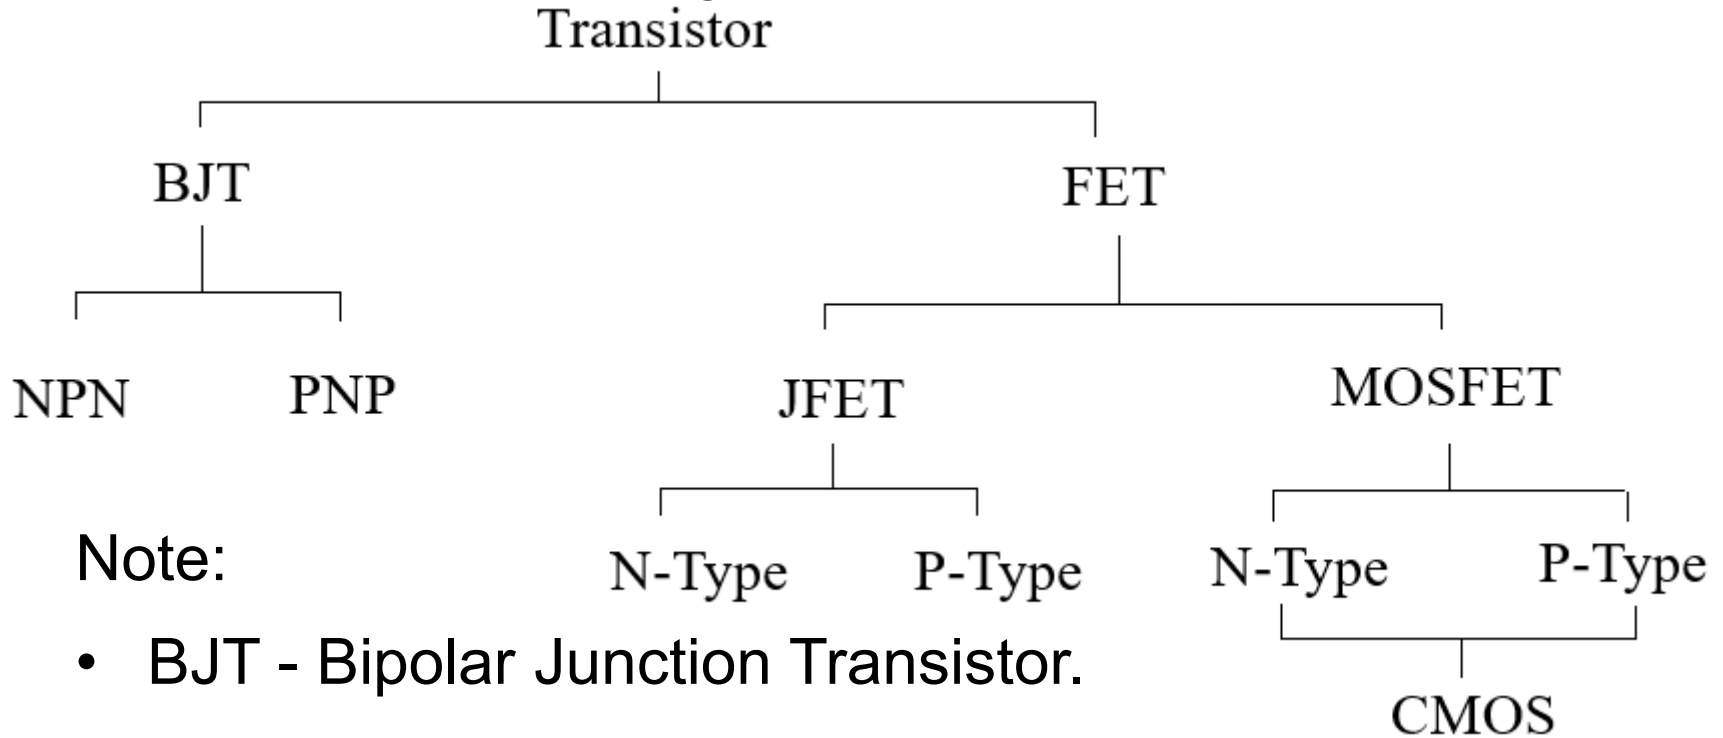 Transistor
BJT
FET
NPN
PNP
JFET
MOSFET
N-Type
P-Type
N-Type
P-Type
CMOS
Note:
• BJT - Bipolar Junction Transistor.